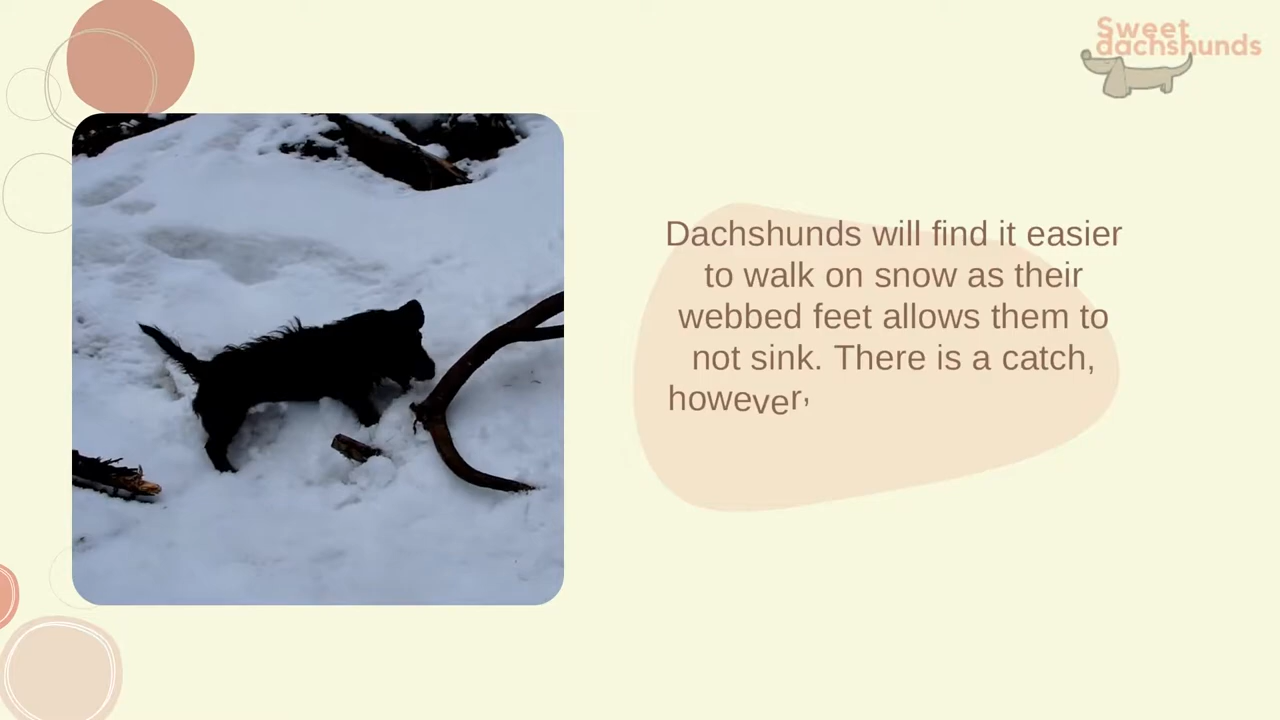 Sweet
dachshunds
Dachshunds will find it easier
to walk on snow as their
webbed feet allows them to
not sink. There is a catch,
however,